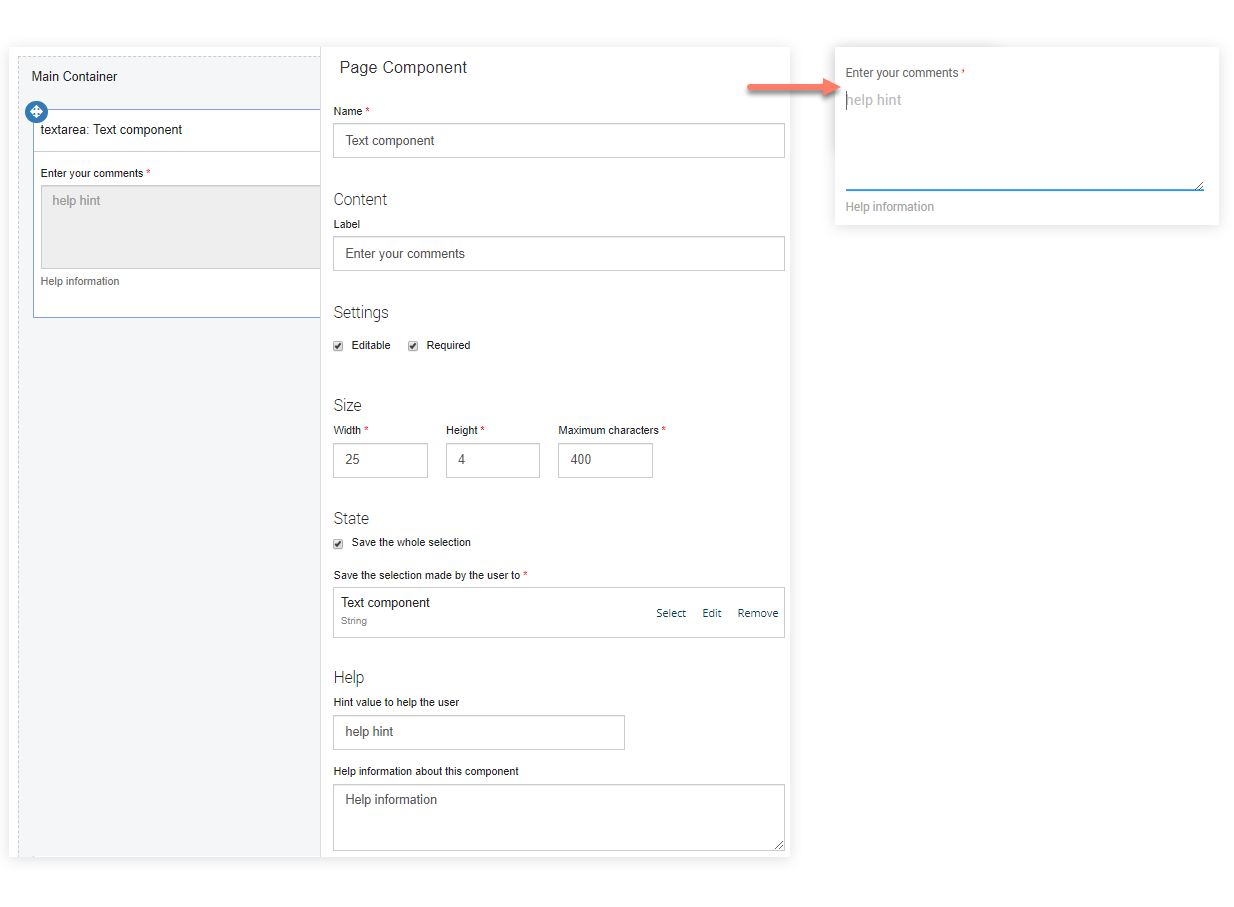 Main Container
textarea: Text component
Enter your comments *
help hint
Help information
Page Component
Name *
Text component
Content
Label
Enter your comments
Settings
Editable Required
Size
Width * Height * Maximum characters *
25 4 400
State
Save the whole selection
Save the selection made by the user to *
Text component
String
Select Edit Remove
Help
Hint value to help the user
help hint
Help information about this component
Help information
Enter your comments *
help hint
Help information